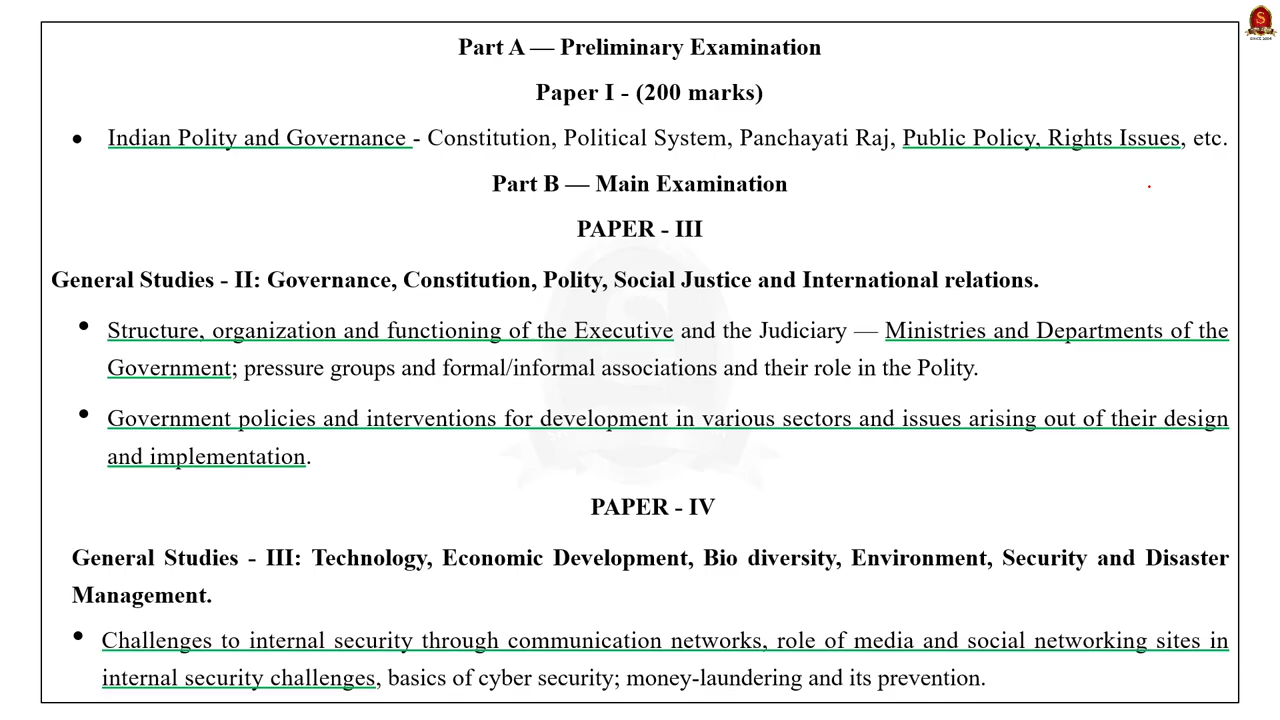 Part A — Preliminary Examination
Paper I - (200 marks)
• Indian Polity and Governance - Constitution, Political System, Panchayati Raj, Public Policy, Rights Issues, etc.
Part B — Main Examination
PAPER - III
General Studies - II: Governance, Constitution, Polity, Social Justice and International relations.
• Structure, organization and functioning of the Executive and the Judiciary — Ministries and Departments of the
Government; pressure groups and formal/informal associations and their role in the Polity.
• Government policies and interventions for development in various sectors and issues arising out of their design
and implementation.
PAPER - IV
General Studies - III: Technology, Economic Development, Bio diversity, Environment, Security and Disaster
Management.
• Challenges to internal security through communication networks, role of media and social networking sites in
internal security challenges, basics of cyber security; money-laundering and its prevention.
S
SINCE 2004